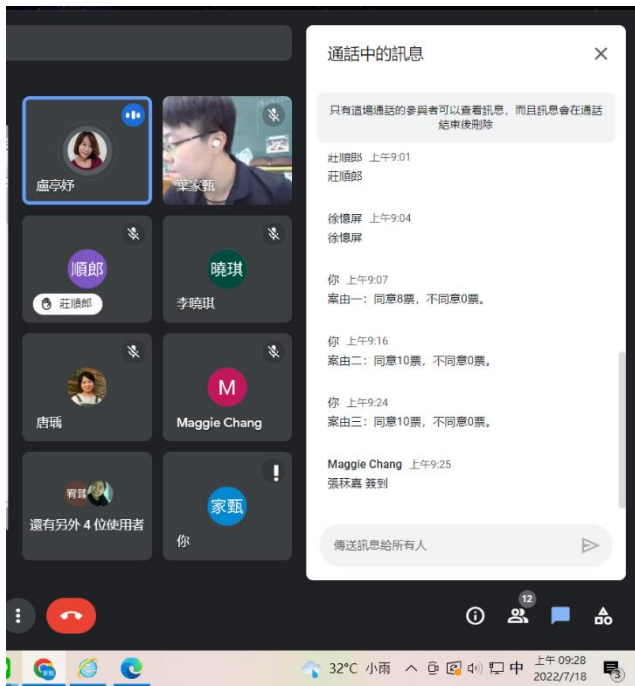 通話中的訊息
只有這場通話的參與者可以查看訊息，而且訊息會在通話
結束後刪除
莊順郎 上午9:01
莊順郎
徐憶屏 上午9:04
徐憶屏
你 上午9:07
案由一：同意8票，不同意0票。
你 上午9:16
案由二：同意10票，不同意0票。
你 上午9:24
案由三：同意10票，不同意0票。
Maggie Chang 上午9:25
張秝嘉 簽到
傳送訊息給所有人
盧亭妤
葉家甄
順郎
莊順郎
曉琪
李曉琪
唐瑀
M
Maggie Chang
還有另外 4 位使用者
家甄
你
12
32°C 小雨
中
上午 09:28
2022/7/18
3